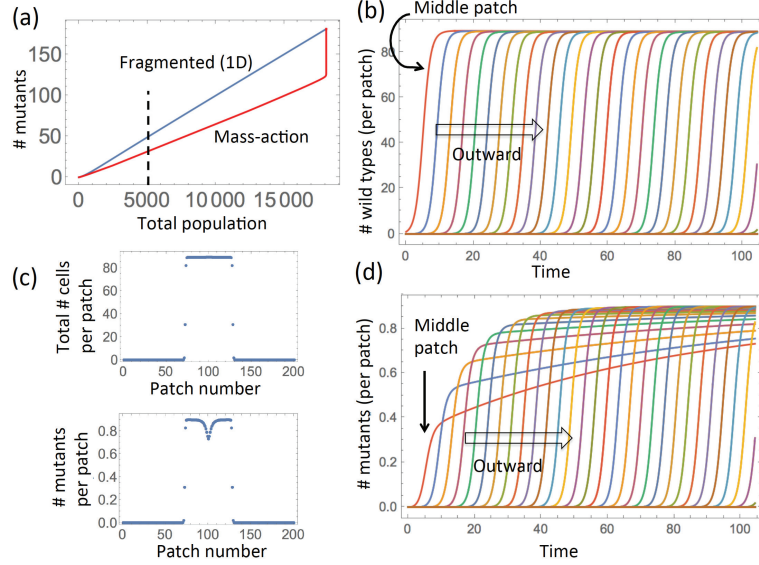 (a)
# mutants
150
100
50
0
Fragmented (1D)
Mass-action
0
5000
10 000
15 000
Total population
(b)
# wild types (per patch)
80
60
40
20
0
Middle patch
Outward
0
20
40
60
80
100
Time
(c)
Total # cells
per patch
80
60
40
20
0
0
50
100
150
200
Patch number
# mutants
per patch
0.8
0.6
0.4
0.2
0.0
0
50
100
150
200
Patch number
(d)
# mutants (per patch)
0.8
0.6
0.4
0.2
0.0
Middle
patch
Outward
0
20
40
60
80
100
Time